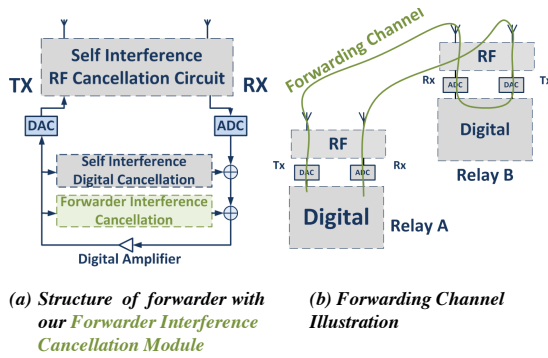 Self Interference
RF Cancellation Circuit
TX
RX
DAC
ADC
Self Interference
Digital Cancellation
Forwarder Interference
Cancellation
Digital Amplifier
Forwarding Channel
RF
Rx
Tx
ADC
DAC
Digital
Relay B
RF
Tx
Rx
DAC
ADC
Digital
Relay A
(a) Structure of forwarder with
our Forwarder Interference
Cancellation Module
(b) Forwarding Channel
Illustration